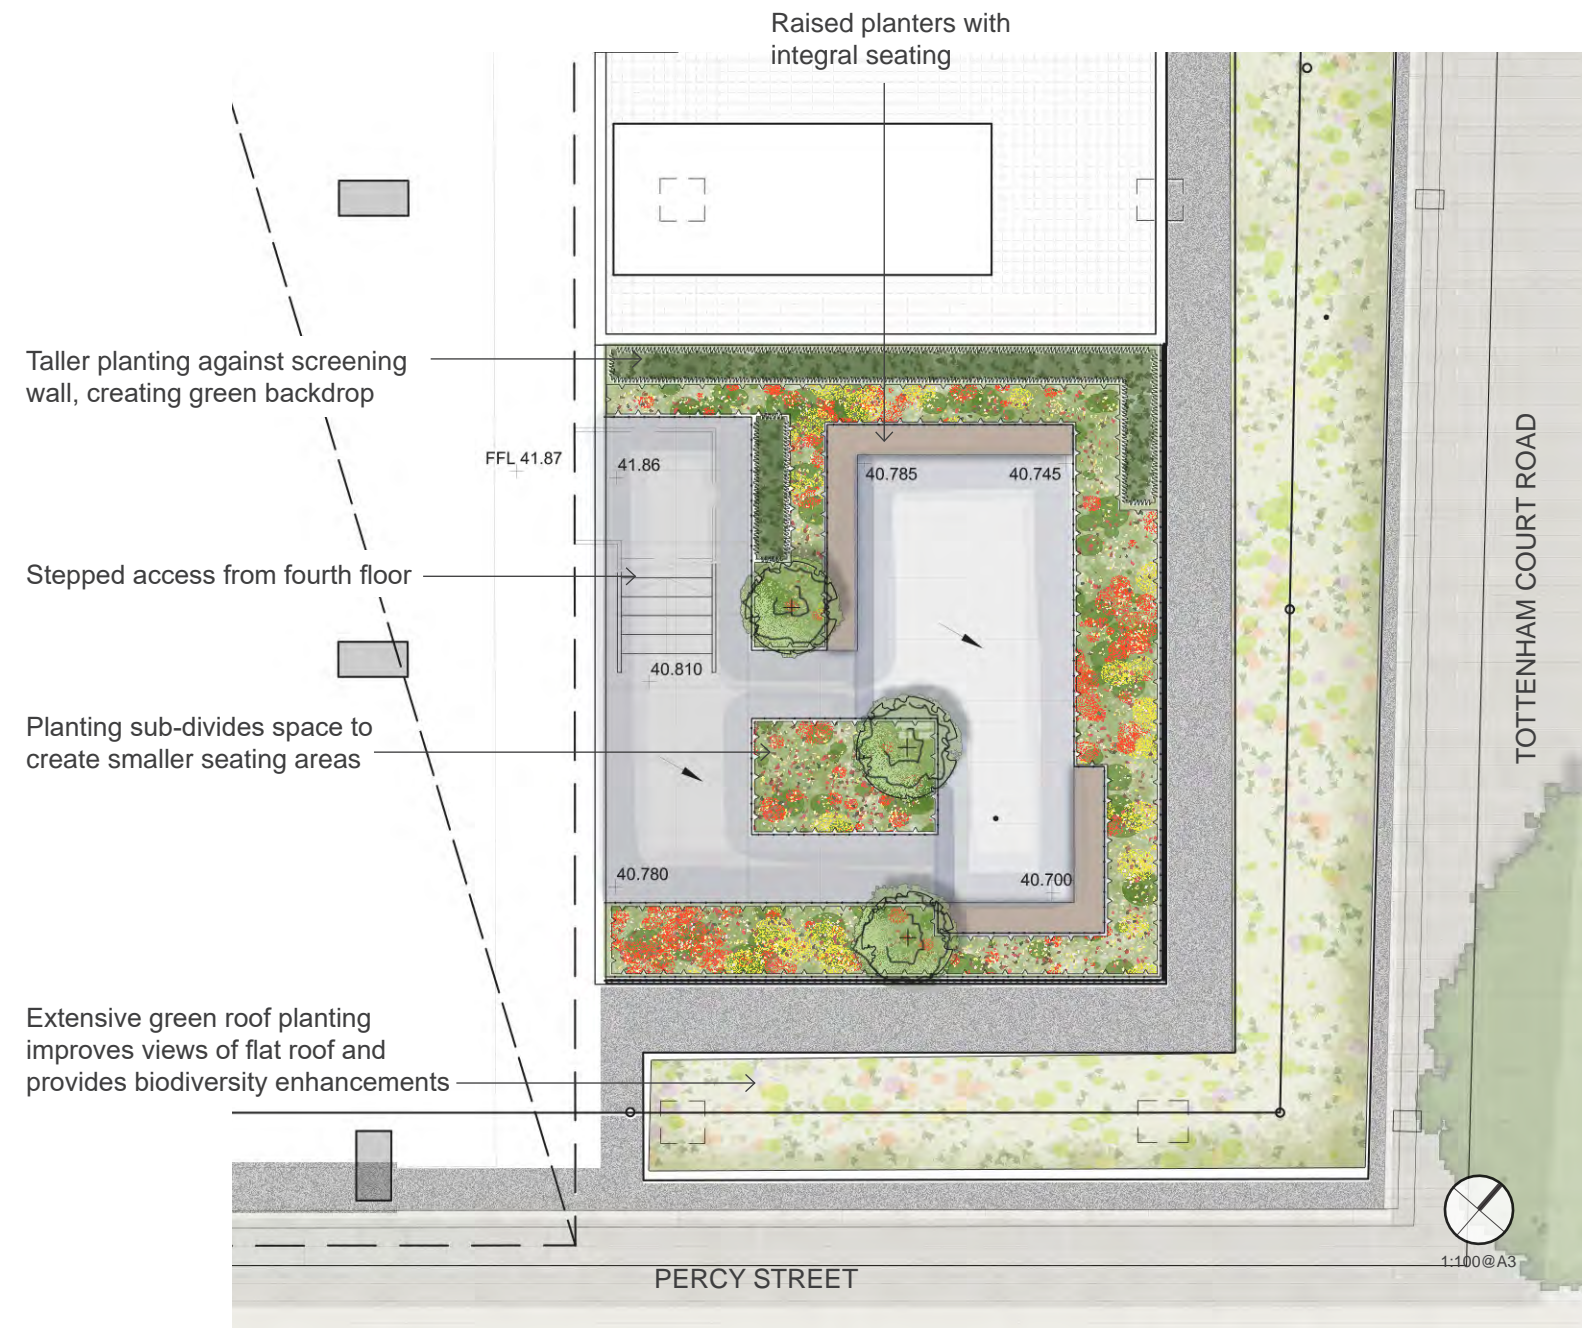 Raised planters with
integral seating
Taller planting against screening
wall, creating green backdrop
FFL 41.87
41.86
40.785
40.745
Stepped access from fourth floor
40.810
Planting sub-divides space to
create smaller seating areas
40.780
40.700
TOTTENHAM COURT ROAD
Extensive green roof planting
improves views of flat roof and
provides biodiversity enhancements
1:100@A3
PERCY STREET